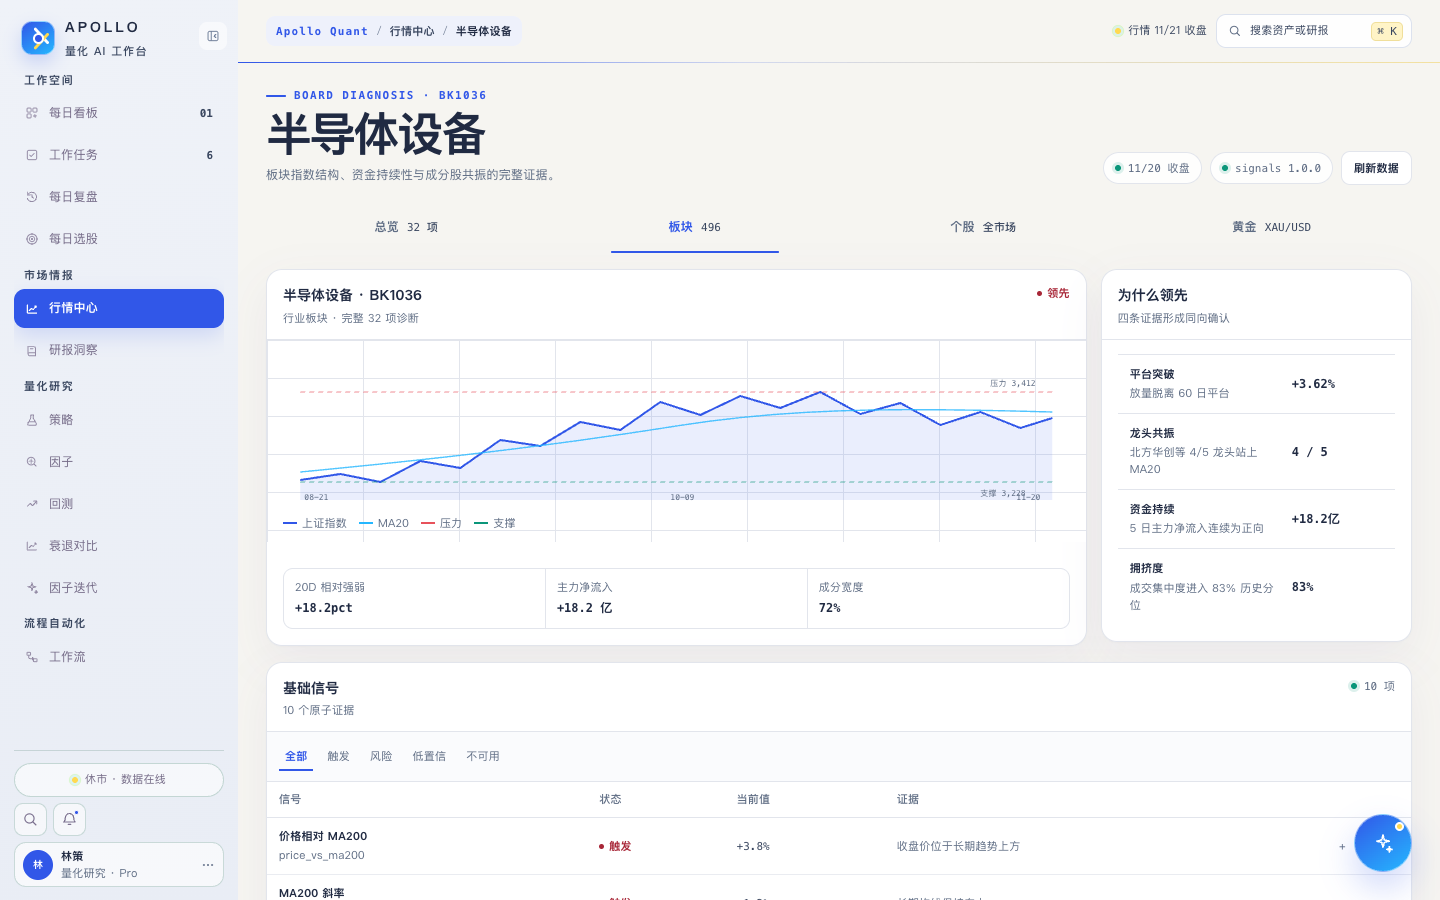 APOLLO
量化 AI 工作台
工作空间
每日看板 01
工作任务 6
每日复盘
每日选股
市场情报
行情中心
研报洞察
量化研究
策略
因子
回测
衰退对比
因子迭代
流程自动化
工作流
休市 · 数据在线
林
林策
量化研究 · Pro
Apollo Quant / 行情中心 / 半导体设备
行情 11/21 收盘
搜索资产或研报 ⌘ K
BOARD DIAGNOSIS · BK1036
半导体设备
板块指数结构、资金持续性与成分股共振的完整证据。
11/20 收盘
signals 1.0.0
刷新数据
总览 32 项
板块 496
个股 全市场
黄金 XAU/USD
半导体设备 · BK1036
行业板块 · 完整 32 项诊断
领先
压力 3,412
支撑 3,228
08-21
10-09
11-20
上证指数
MA20
压力
支撑
20D 相对强弱
+18.2pct
主力净流入
+18.2 亿
成分宽度
72%
为什么领先
四条证据形成同向确认
平台突破
放量脱离 60 日平台
+3.62%
龙头共振
北方华创等 4/5 龙头站上
MA20
4 / 5
资金持续
5 日主力净流入连续为正向
+18.2亿
拥挤度
成交集中度进入 83% 历史分
位
83%
基础信号
10 个原子证据
10 项
全部
触发
风险
低置信
不可用
信号 状态 当前值 证据
价格相对 MA200
price_vs_ma200
触发
+3.8%
收盘价位于长期趋势上方
+
MA200 斜率